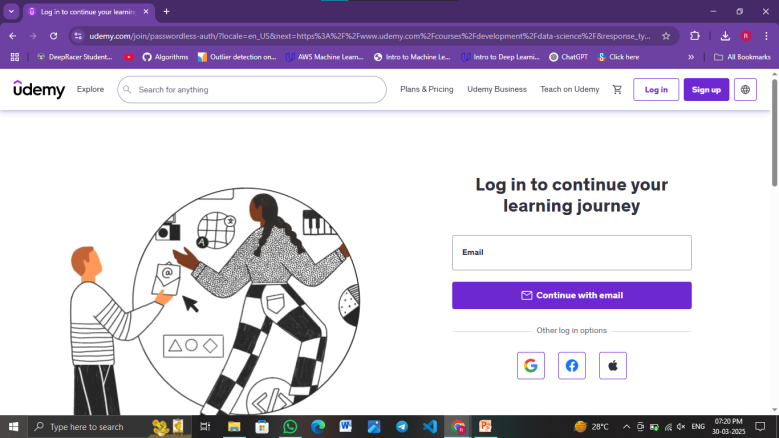 Log in to continue your learning
udemy.com/join/passwordless-auth/?locale=en_US&next=https%3A%2F%2Fwww.udemy.com%2Fcourses%2Fdevelopment%2Fdata-science%2F&response_ty...
R
DeepRacer Student... Algorithms Outlier detection on... AWS Machine Learn... Intro to Machine Le... Intro to Deep Learni... ChatGPT Click here » All Bookmarks
udemy Explore Search for anything Plans & Pricing Udemy Business Teach on Udemy Log in Sign up
Log in to continue your
learning journey
Email
Continue with email
Other log in options
G
A
@
</>
Type here to search 28°C ENG 07:20 PM
30-03-2025